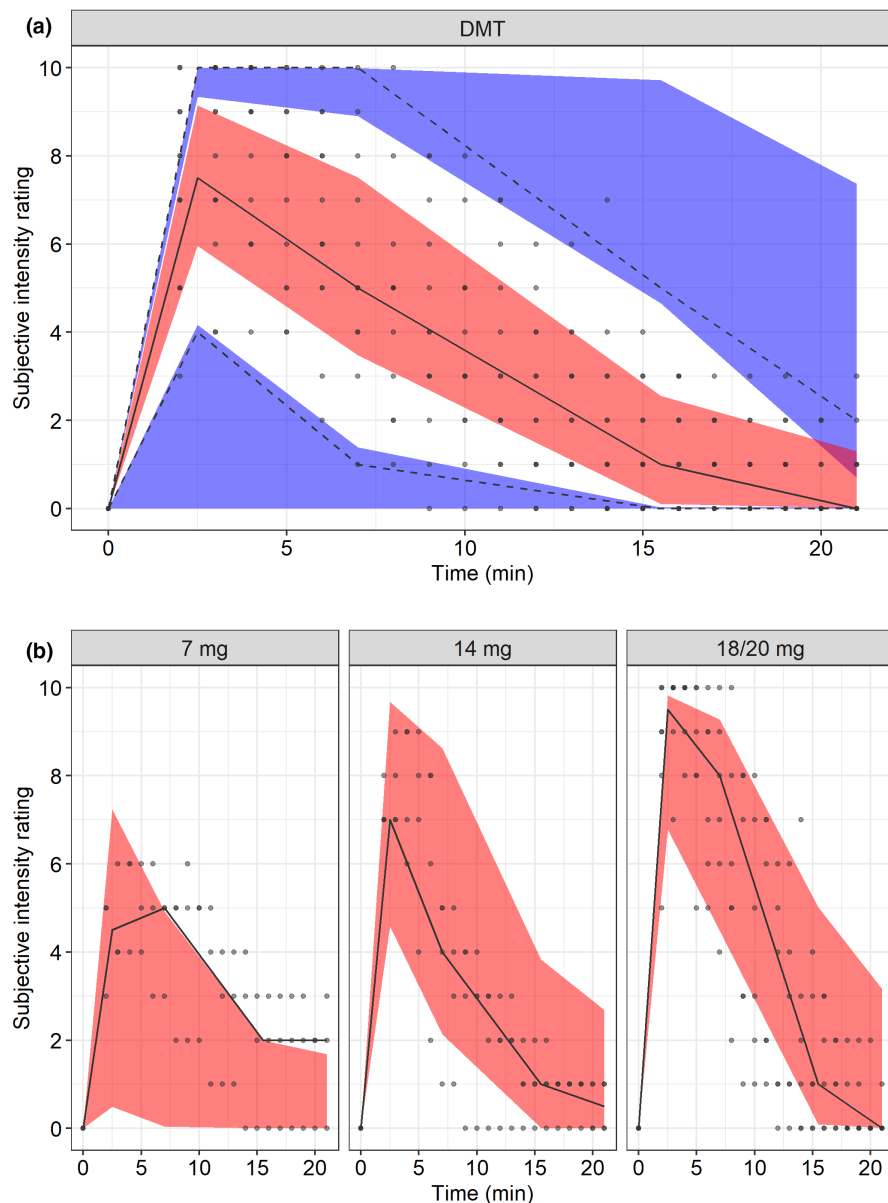 (a)
DMT
Subjective intensity rating
10
8
6
4
2
0
0 5 10 15 20
Time (min)
(b)
7 mg 14 mg 18/20 mg
Subjective intensity rating
10
8
6
4
2
0
0 5 10 15 20 0 5 10 15 20 0 5 10 15 20
Time (min)